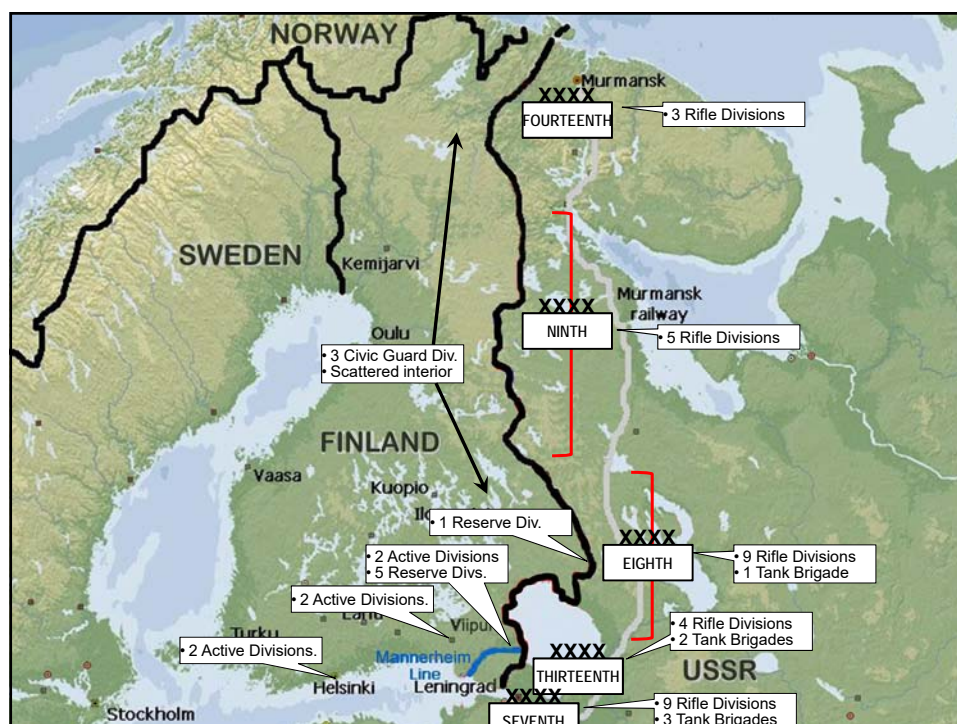 NORWAY
Murmansk
XXXX
FOURTEENTH
• 3 Rifle Divisions
SWEDEN
Kemijarvi
Murmansk
railway
XXXX
NINTH
• 5 Rifle Divisions
Oulu
• 3 Civic Guard Div.
• Scattered interior
FINLAND
Vaasa
Kuopio
• 1 Reserve Div.
XXXX
EIGHTH
• 9 Rifle Divisions
• 1 Tank Brigade
• 2 Active Divisions
• 5 Reserve Divs.
• 2 Active Divisions.
• 4 Rifle Divisions
• 2 Tank Brigades
Turku
Viipu
• 2 Active Divisions.
Mannerheim
Line
XXXX
THIRTEENTH
USSR
Helsinki
Leningrad
XXXX
SEVENTH
• 9 Rifle Divisions
• 3 Tank Brigades
Stockholm